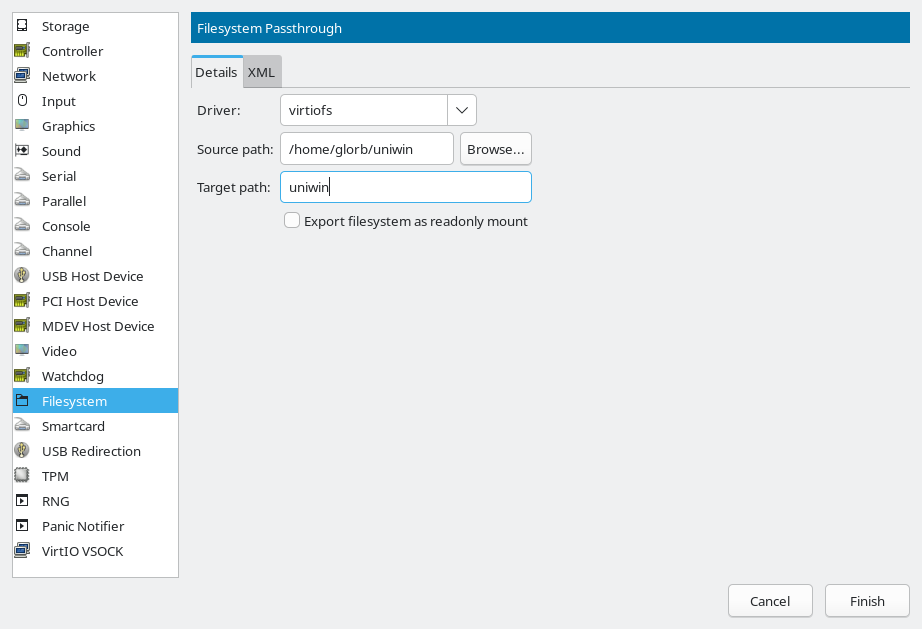 Storage
Controller
Network
Input
Graphics
Sound
Serial
Parallel
Console
Channel
USB Host Device
PCI Host Device
MDEV Host Device
Video
Watchdog
Filesystem
Smartcard
USB Redirection
TPM
RNG
Panic Notifier
VirtIO VSOCK
Filesystem Passthrough
Details XML
Driver: virtiofs
Source path: /home/glorb/uniwin Browse...
Target path: uniwin
Export filesystem as readonly mount
Cancel Finish